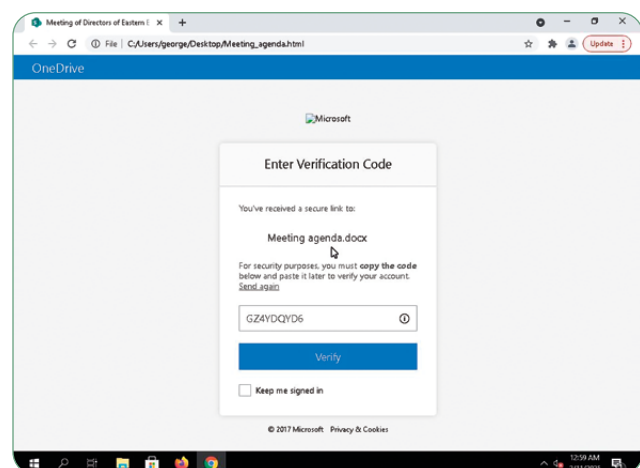 Meeting of Directors of Eastern E
File | C:/Users/george/Desktop/Meeting_agenda.html
Update
OneDrive
Microsoft
Enter Verification Code
You've received a secure link to:
Meeting agenda.docx
For security purposes, you must copy the code
below and paste it later to verify your account.
Send again
GZ4YDQYD6
Verify
Keep me signed in
© 2017 Microsoft Privacy & Cookies
12:59 AM